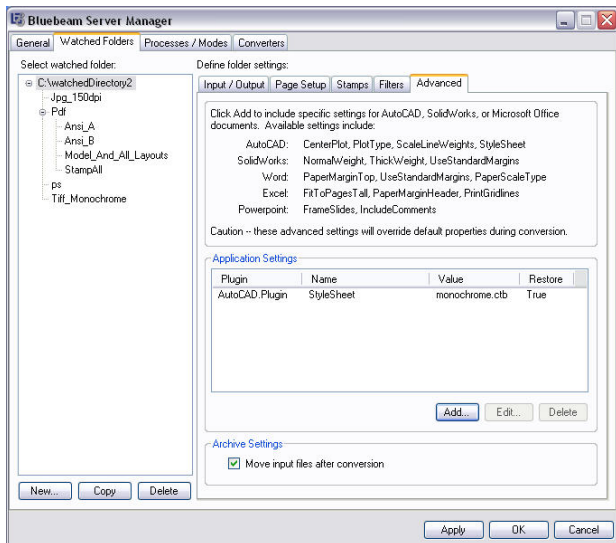 Bluebeam Server Manager
General Watched Folders Processes / Modes Converters
Select watched folder:
C:\watchedDirectory2
Jpg_150dpi
Pdf
Ansi_A
Ansi_B
Model_And_All_Layouts
StampAll
ps
Tiff_Monochrome
New... Copy Delete
Define folder settings:
Input / Output Page Setup Stamps Filters Advanced
Click Add to include specific settings for AutoCAD, SolidWorks, or Microsoft Office
documents. Available settings include:
AutoCAD: CenterPlot, PlotType, ScaleLineWeights, StyleSheet
SolidWorks: NormalWeight, ThickWeight, UseStandardMargins
Word: PaperMarginTop, UseStandardMargins, PaperScaleType
Excel: FitToPagesTall, PaperMarginHeader, PrintGridlines
Powerpoint: FrameSlides, IncludeComments
Caution -- these advanced settings will override default properties during conversion.
Application Settings
Plugin Name Value Restore
AutoCAD.Plugin StyleSheet monochrome.ctb True
Add... Edit... Delete
Archive Settings
Move input files after conversion
Apply OK Cancel